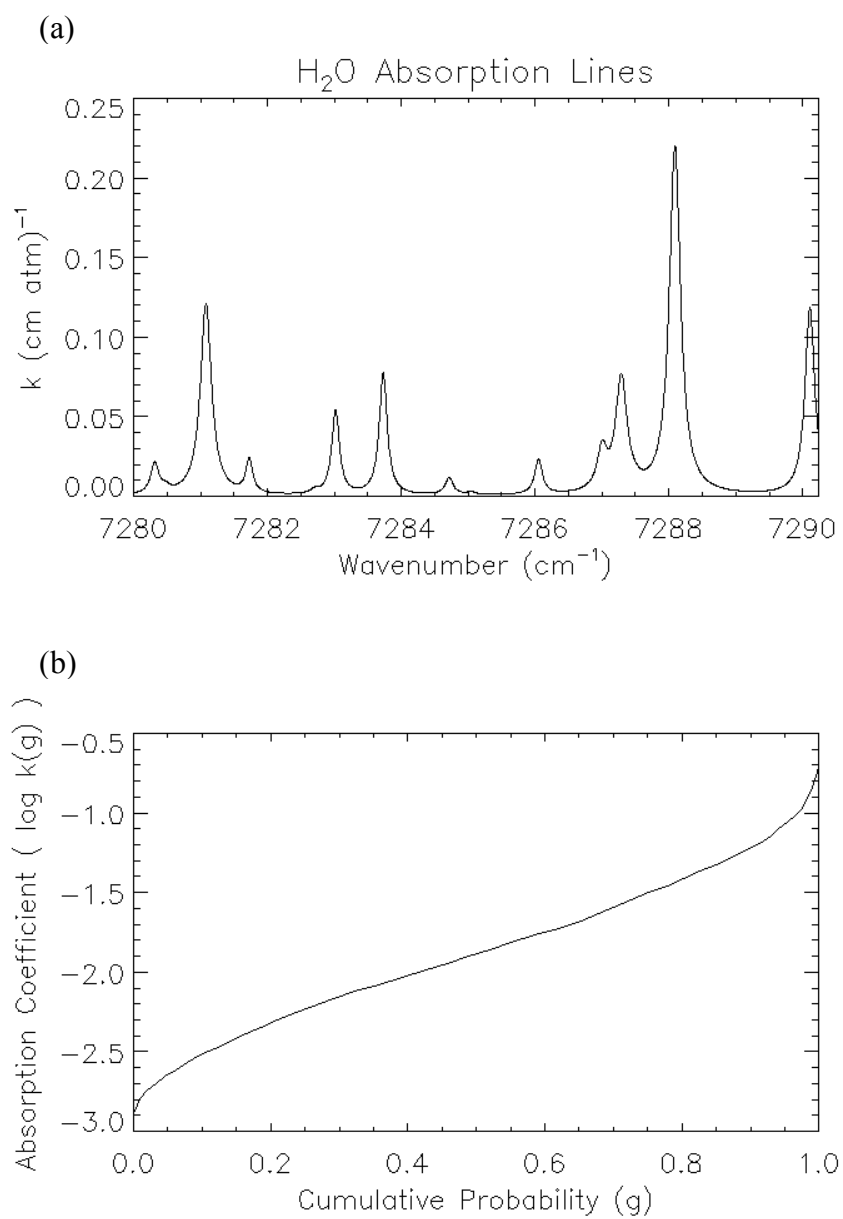 (a)
H₂O Absorption Lines
0.25
0.20
0.15
0.10
0.05
0.00
k (cm atm)⁻¹
7280 7282 7284 7286 7288 7290
Wavenumber (cm⁻¹)
(b)
−0.5
−1.0
−1.5
−2.0
−2.5
−3.0
Absorption Coefficient ( log k(g) )
0.0 0.2 0.4 0.6 0.8 1.0
Cumulative Probability (g)